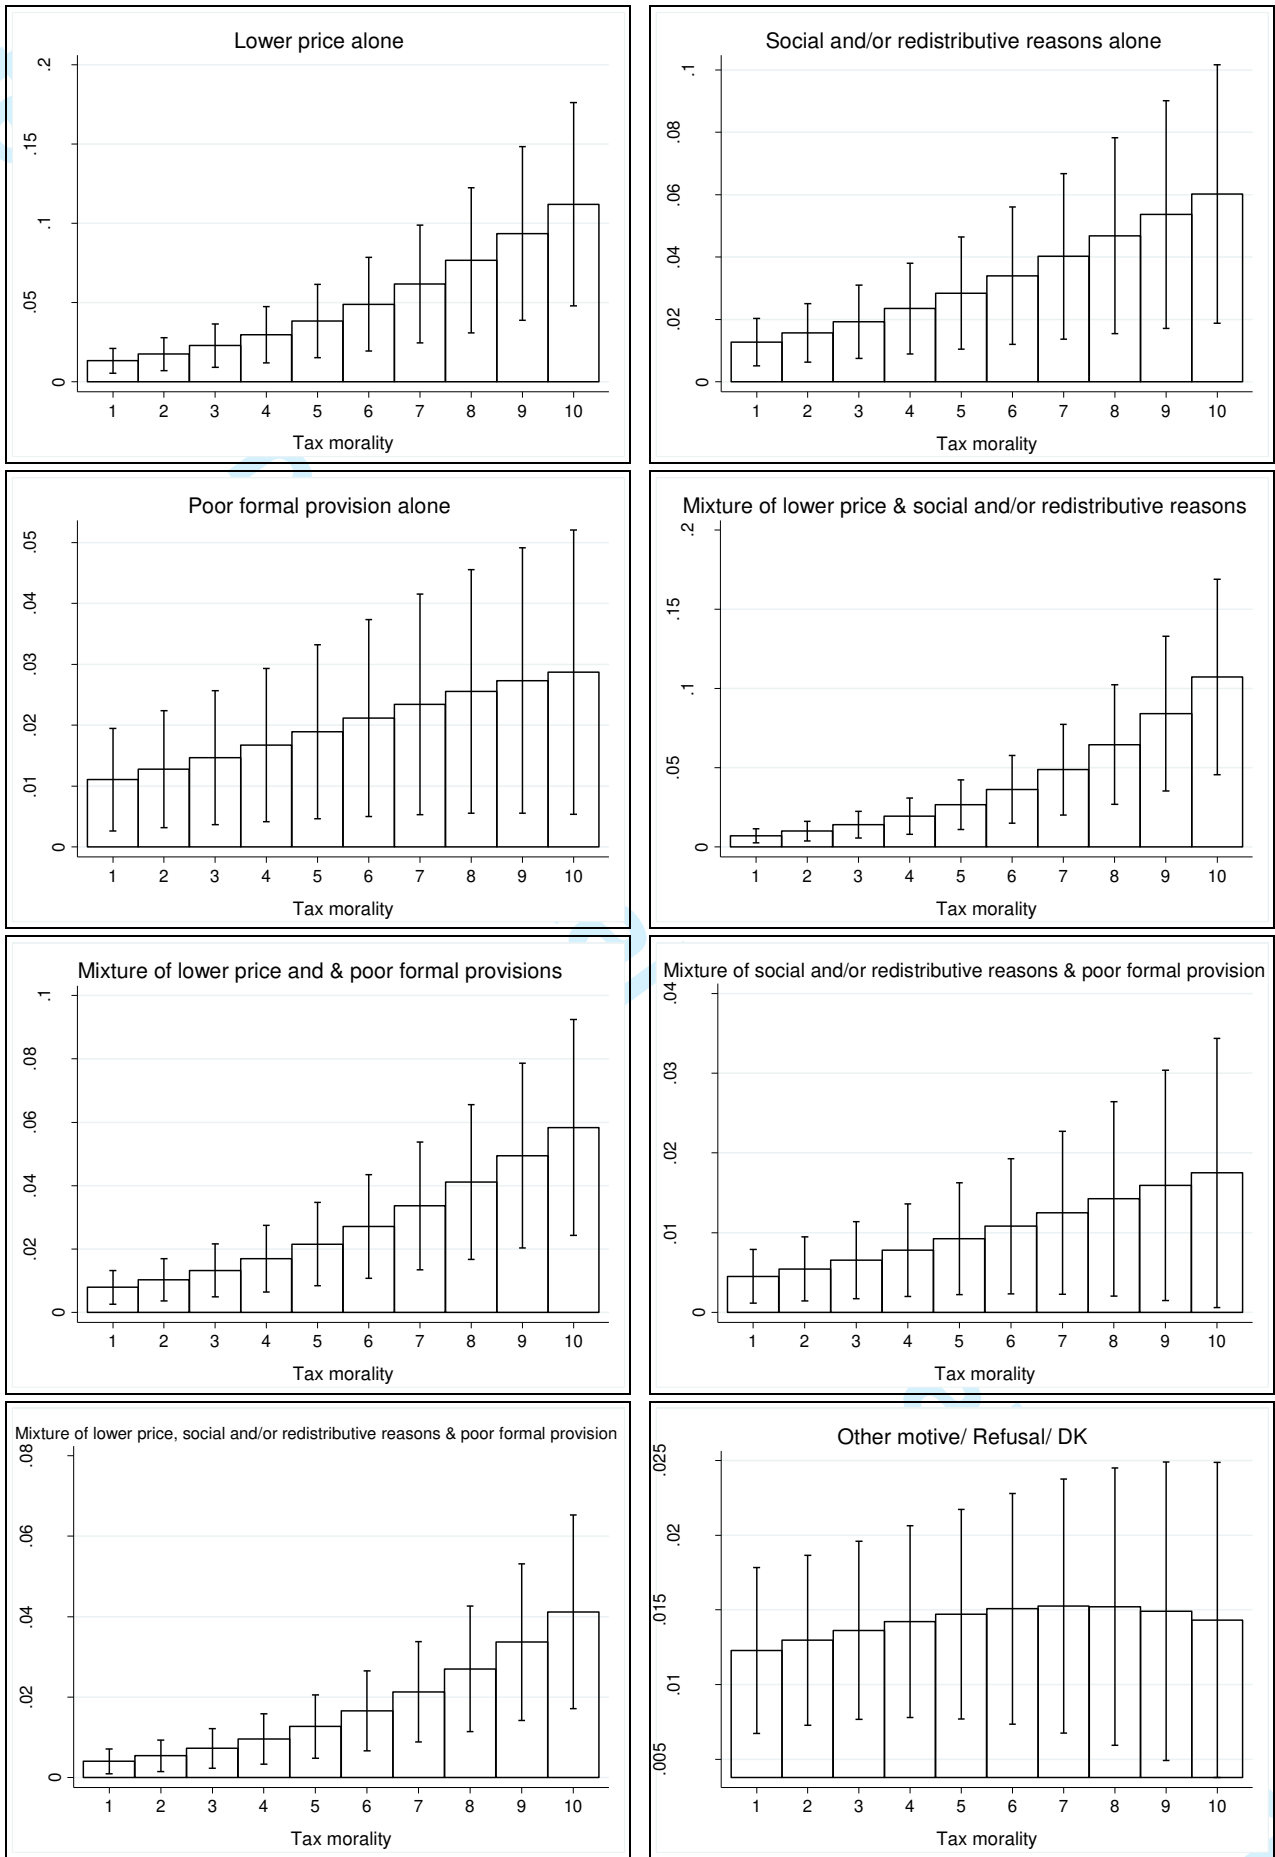 Lower price alone
.2
.15
.1
.05
0
1 2 3 4 5 6 7 8 9 10
Tax morality
Social and/or redistributive reasons alone
.1
.08
.06
.04
.02
0
1 2 3 4 5 6 7 8 9 10
Tax morality
Poor formal provision alone
.05
.04
.03
.02
.01
0
1 2 3 4 5 6 7 8 9 10
Tax morality
Mixture of lower price & social and/or redistributive reasons
.2
.15
.1
.05
0
1 2 3 4 5 6 7 8 9 10
Tax morality
Mixture of lower price and & poor formal provisions
.1
.08
.06
.04
.02
0
1 2 3 4 5 6 7 8 9 10
Tax morality
Mixture of social and/or redistributive reasons & poor formal provision
.04
.03
.02
.01
0
1 2 3 4 5 6 7 8 9 10
Tax morality
Mixture of lower price, social and/or redistributive reasons & poor formal provision
.08
.06
.04
.02
0
1 2 3 4 5 6 7 8 9 10
Tax morality
Other motive/ Refusal/ DK
.025
.02
.015
.01
.005
1 2 3 4 5 6 7 8 9 10
Tax morality